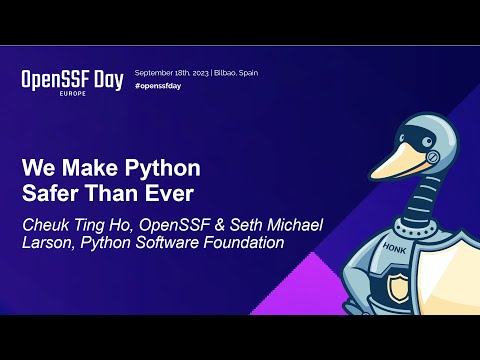 OpenSSF Day
EUROPE
September 18th, 2023 | Bilbao, Spain
#openssfday
We Make Python
Safer Than Ever
Cheuk Ting Ho, OpenSSF & Seth Michael
Larson, Python Software Foundation
HONK